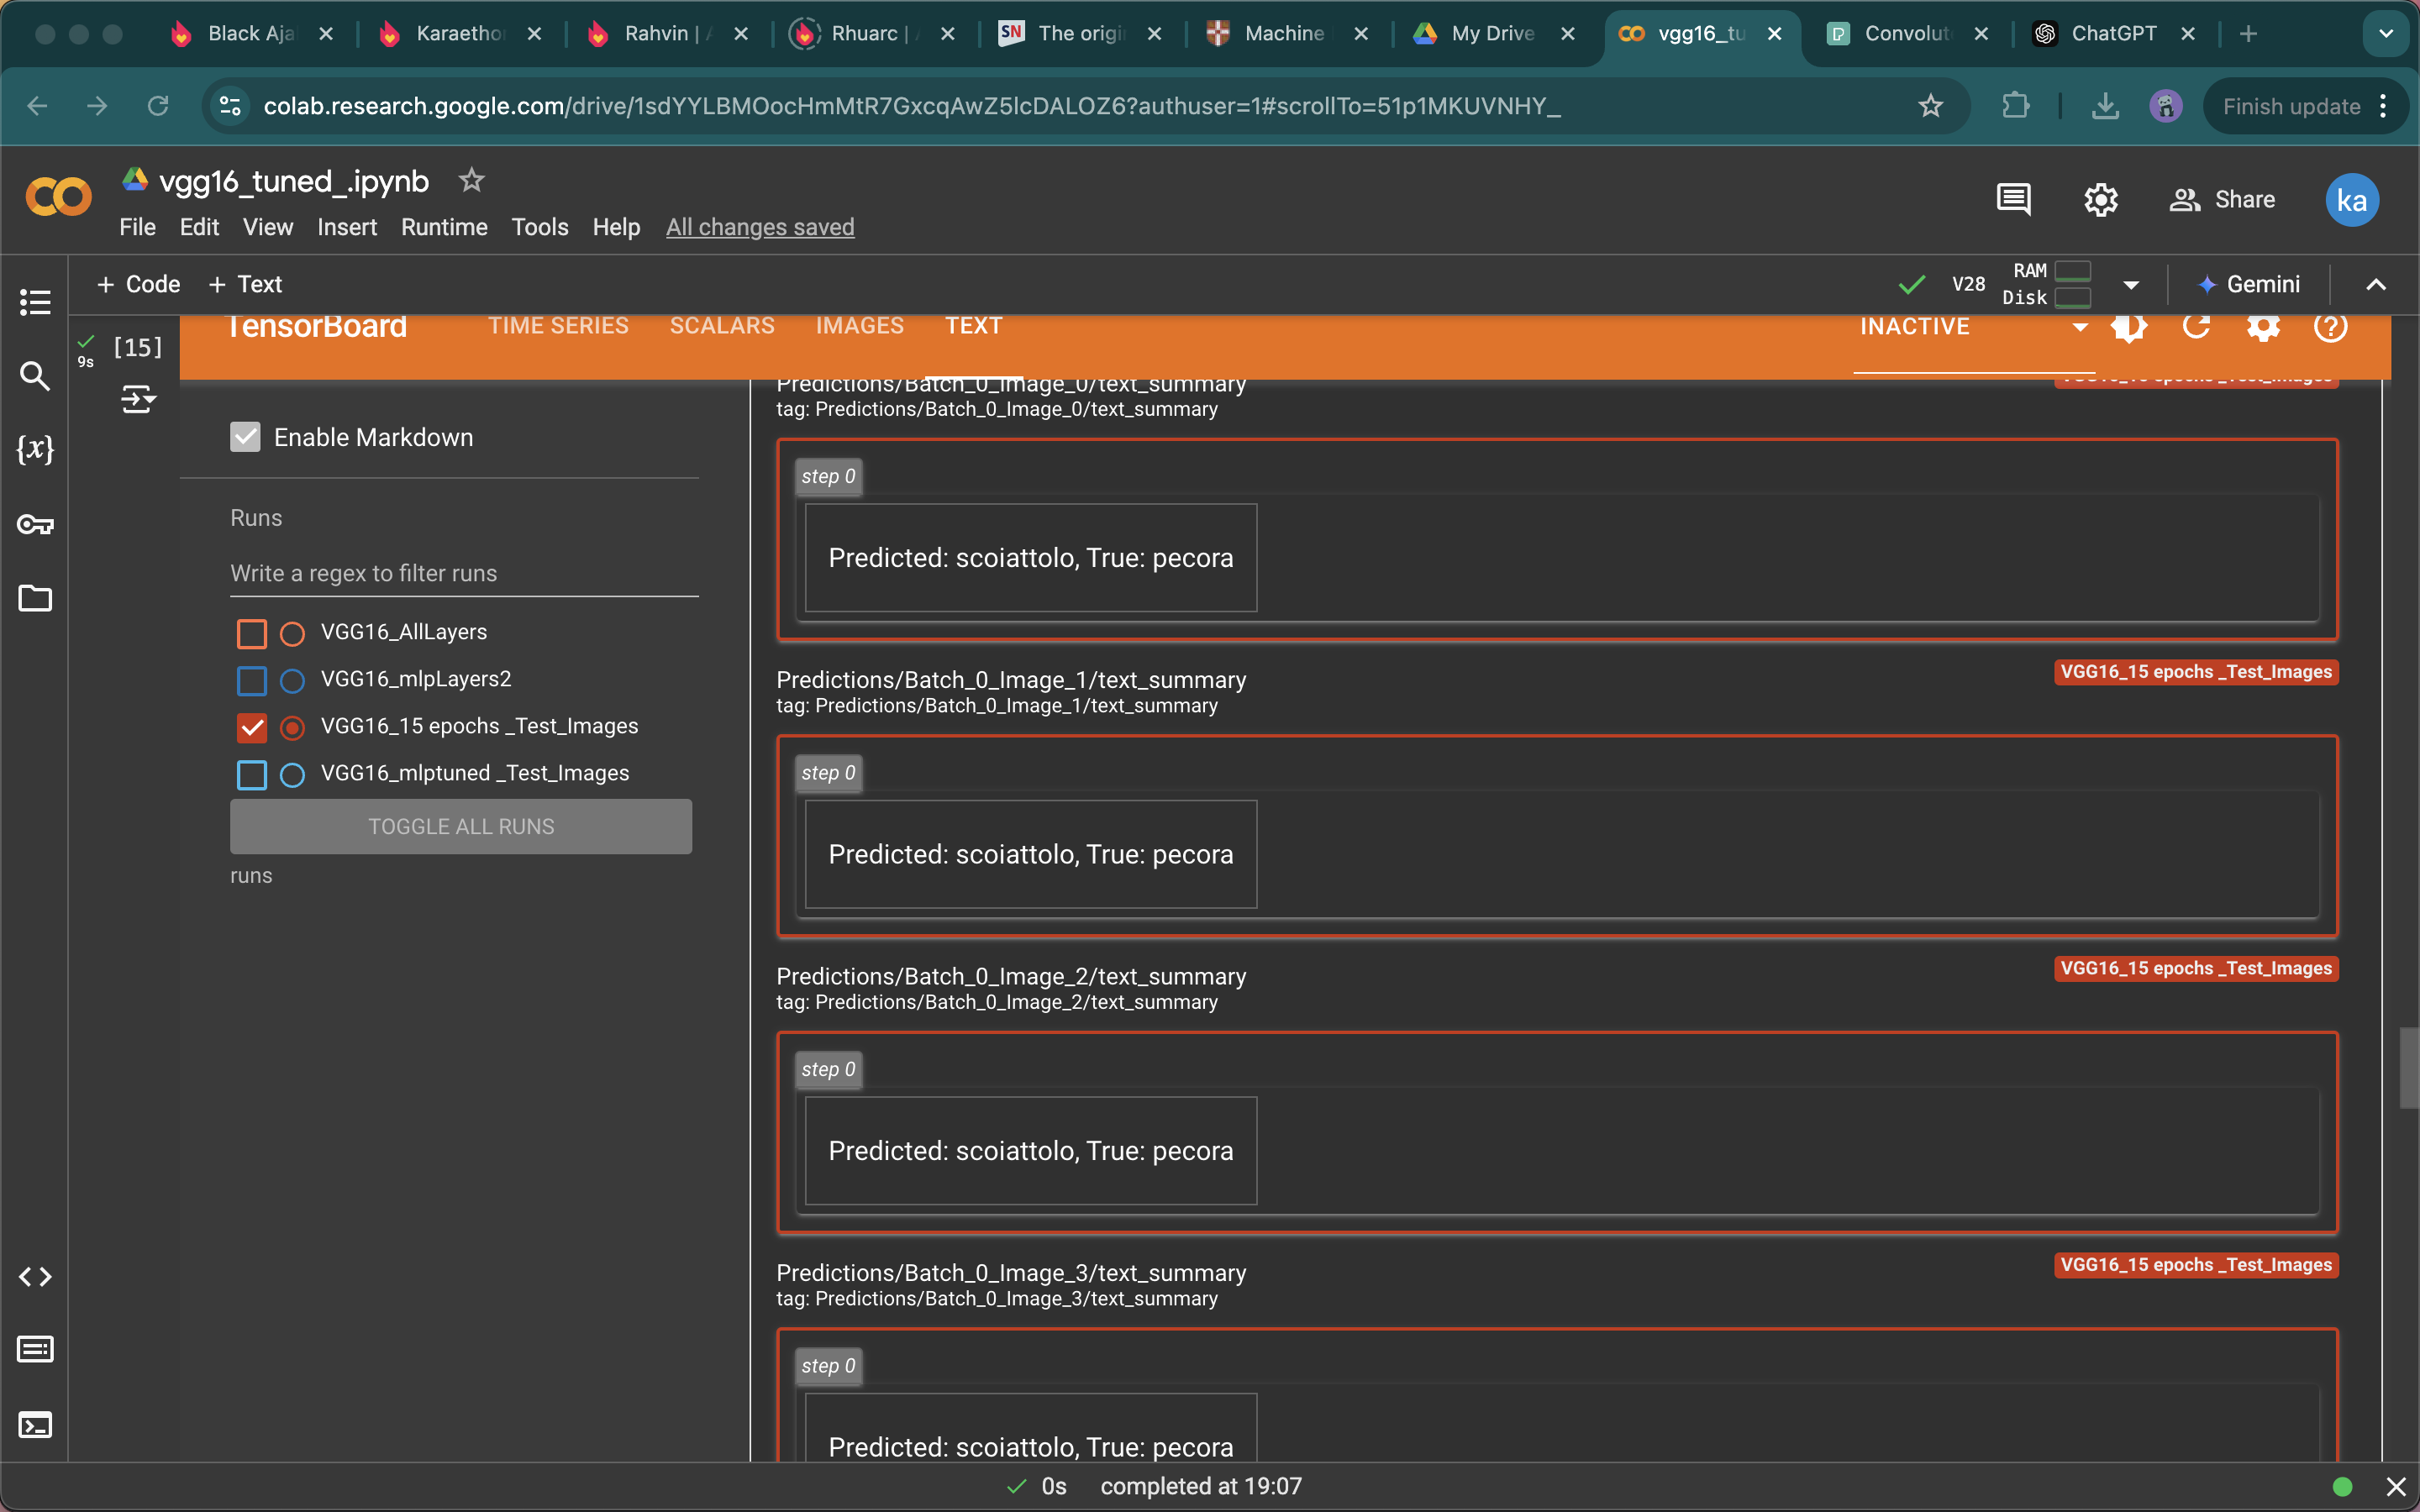 Black Aja
Karaethon
Rahvin | A
Rhuarc |
SN
The origi
Machine
My Drive
vgg16_tu
Convolut
ChatGPT
colab.research.google.com/drive/1sdYYLBMOocHmMtR7GxcqAwZ5lcDALOZ6?authuser=1#scrollTo=51p1MKUVNHY_
Finish update
vgg16_tuned_.ipynb
File Edit View Insert Runtime Tools Help All changes saved
Share
ka
+ Code + Text
V28
RAM
Disk
Gemini
[15]
9s
TensorBoard
TIME SERIES SCALARS IMAGES TEXT
INACTIVE
Enable Markdown
Runs
Write a regex to filter runs
VGG16_AllLayers
VGG16_mlpLayers2
VGG16_15 epochs _Test_Images
VGG16_mlptuned _Test_Images
TOGGLE ALL RUNS
runs
Predictions/Batch_0_Image_0/text_summary
VGG16_15 epochs _Test_Images
tag: Predictions/Batch_0_Image_0/text_summary
step 0
Predicted: scoiattolo, True: pecora
Predictions/Batch_0_Image_1/text_summary
VGG16_15 epochs _Test_Images
tag: Predictions/Batch_0_Image_1/text_summary
step 0
Predicted: scoiattolo, True: pecora
Predictions/Batch_0_Image_2/text_summary
VGG16_15 epochs _Test_Images
tag: Predictions/Batch_0_Image_2/text_summary
step 0
Predicted: scoiattolo, True: pecora
Predictions/Batch_0_Image_3/text_summary
VGG16_15 epochs _Test_Images
tag: Predictions/Batch_0_Image_3/text_summary
step 0
Predicted: scoiattolo, True: pecora
0s completed at 19:07